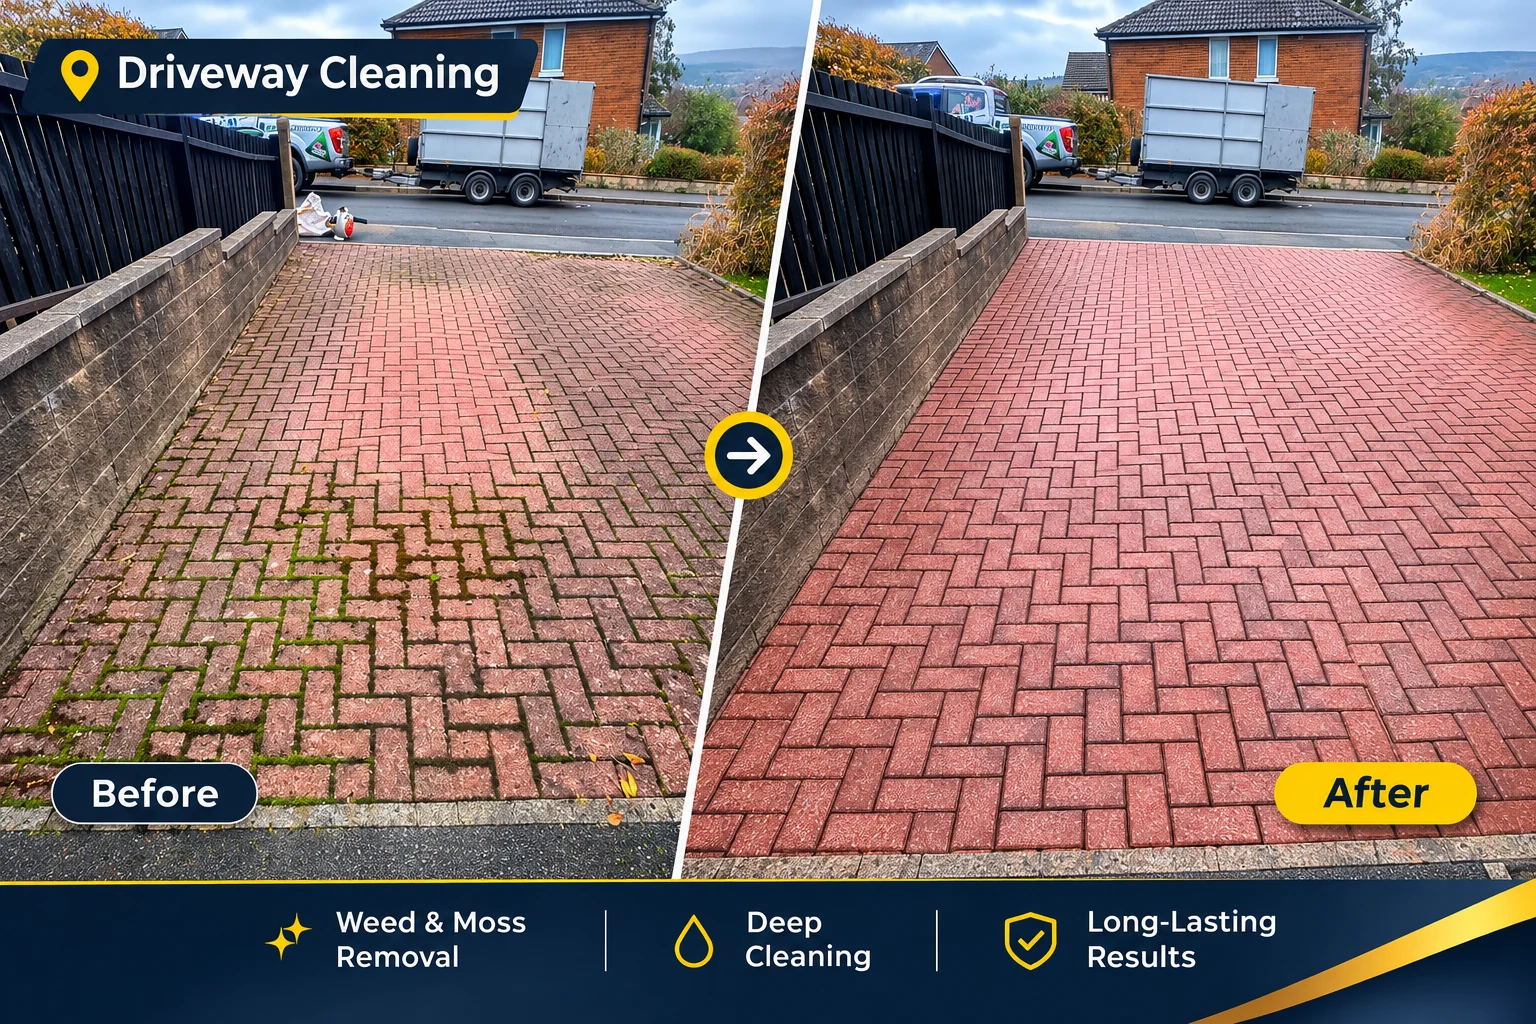 Driveway Cleaning
Before
After
Weed & Moss
Removal
Deep
Cleaning
Long-Lasting
Results